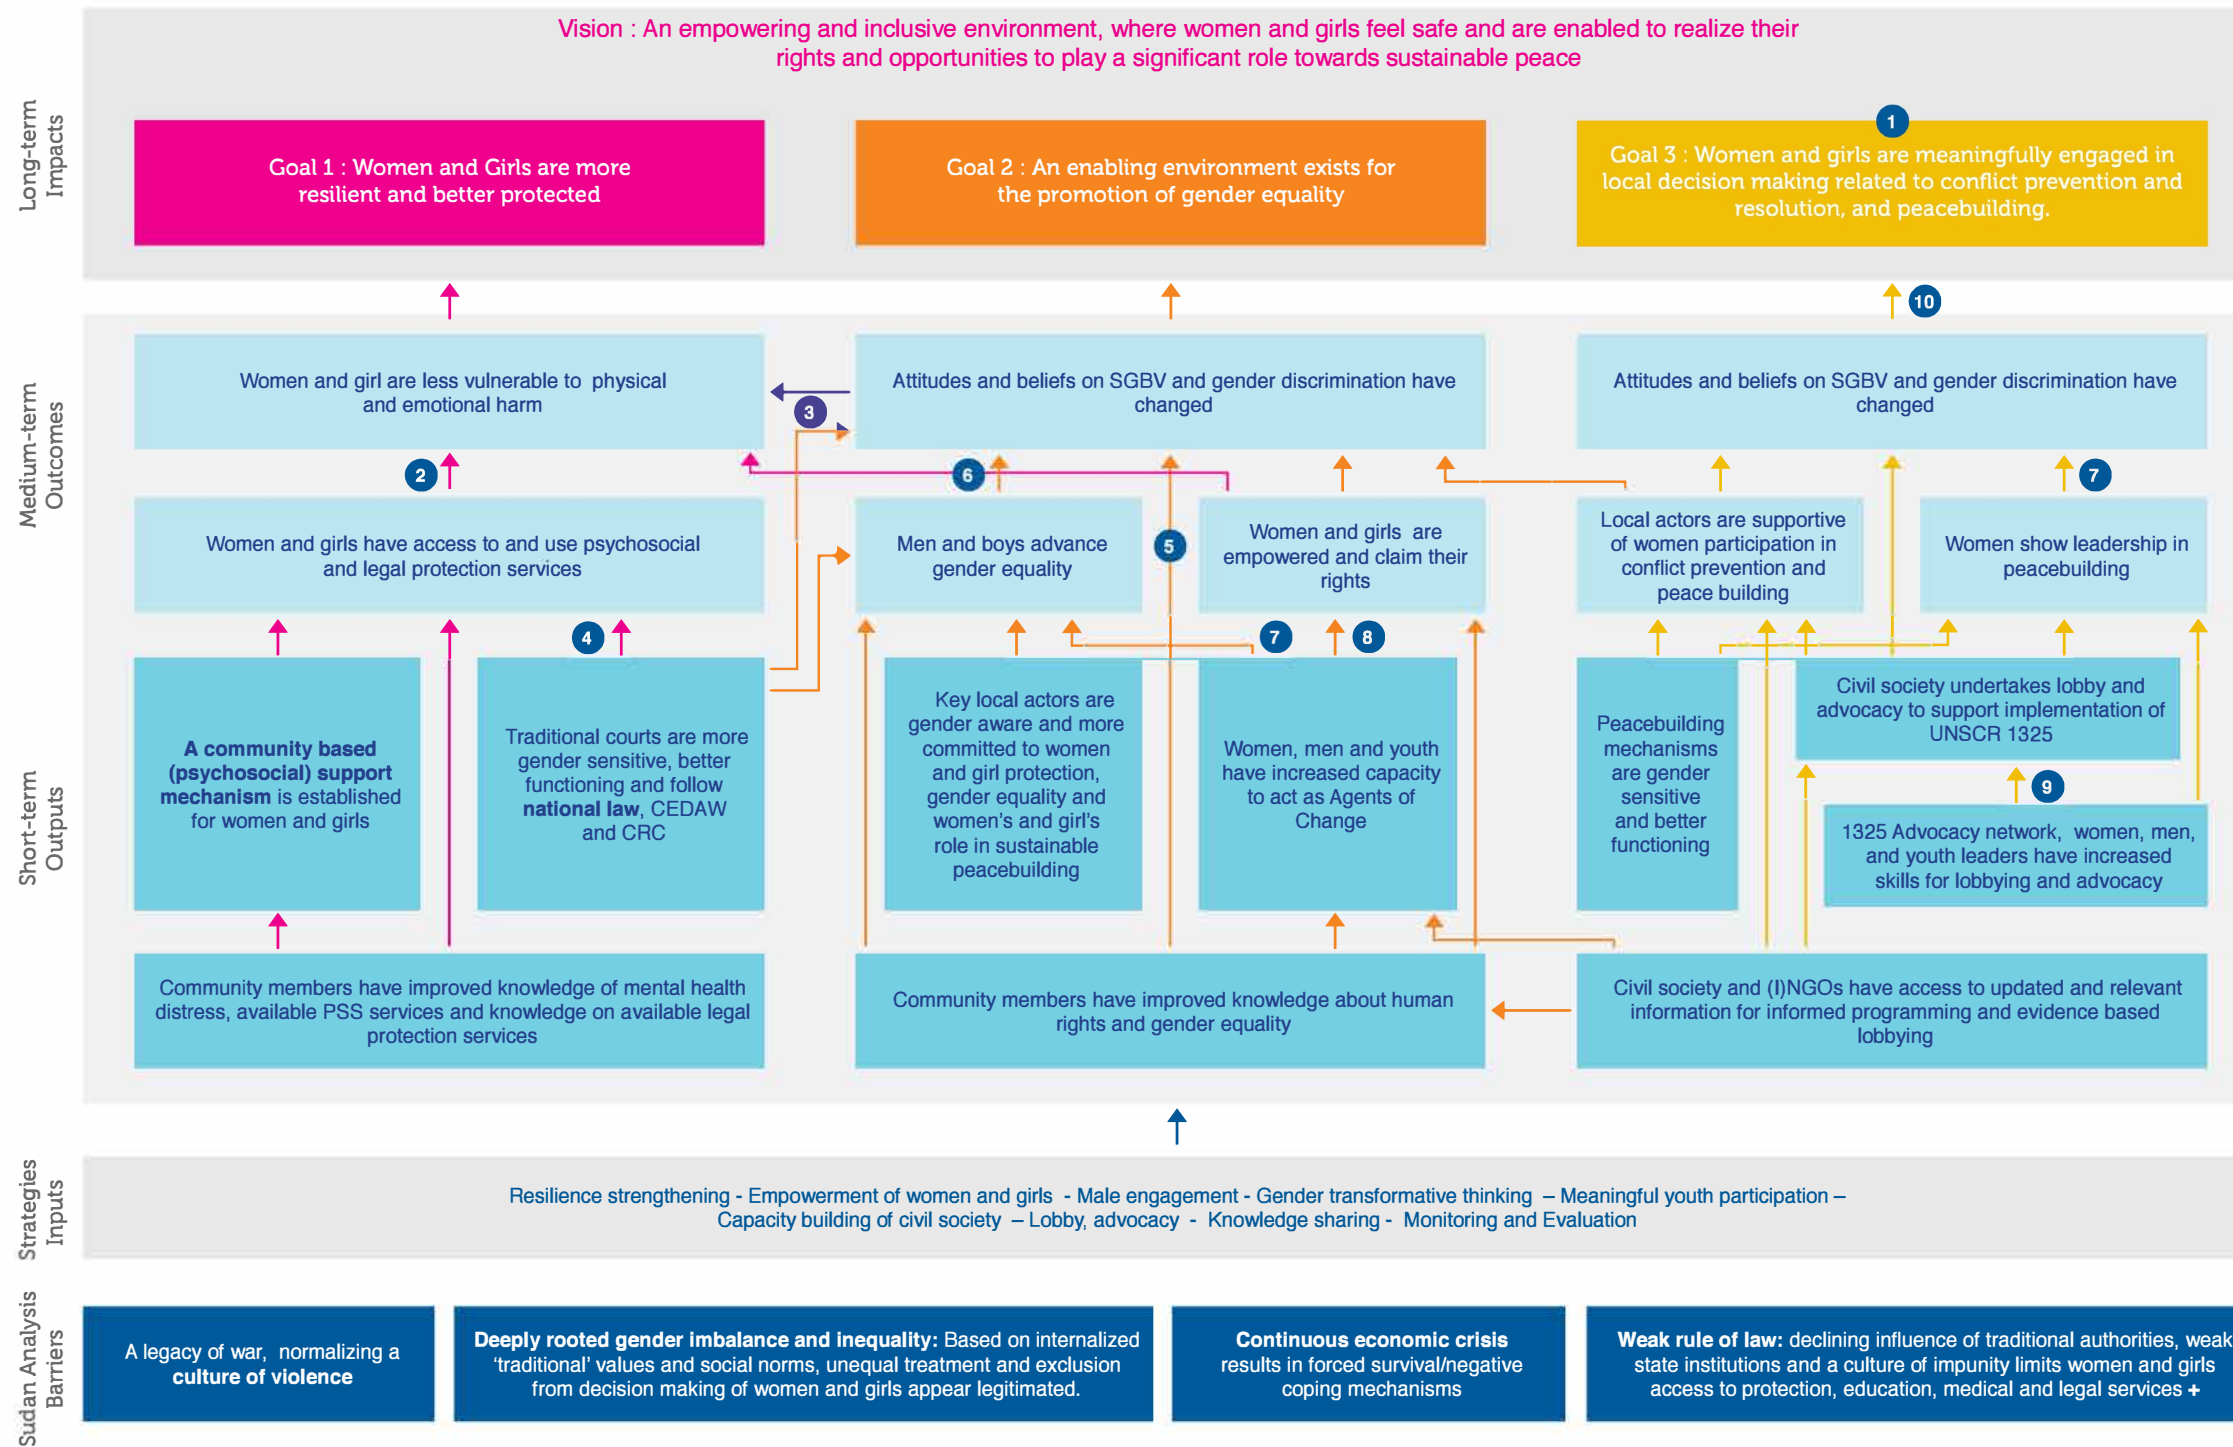 Vision : An empowering and inclusive environment, where women and girls feel safe and are enabled to realize their
rights and opportunities to play a significant role towards sustainable peace
Long-term
Impacts
Goal 1 : Women and Girls are more
resilient and better protected
Goal 2 : An enabling environment exists for
the promotion of gender equality
1
Goal 3 : Women and girls are meaningfully engaged in
local decision making related to conflict prevention and
resolution, and peacebuilding.
10
Medium-term
Outcomes
Women and girl are less vulnerable to physical
and emotional harm
3
Attitudes and beliefs on SGBV and gender discrimination have
changed
Attitudes and beliefs on SGBV and gender discrimination have
changed
2
6
7
Women and girls have access to and use psychosocial
and legal protection services
Men and boys advance
gender equality
5
Women and girls are
empowered and claim their
rights
Local actors are supportive
of women participation in
conflict prevention and
peace building
Women show leadership in
peacebuilding
4
7
8
Short-term
Outputs
A community based
(psychosocial) support
mechanism is established
for women and girls
Traditional courts are more
gender sensitive, better
functioning and follow
national law, CEDAW
and CRC
Key local actors are
gender aware and more
committed to women
and girl protection,
gender equality and
women's and girl's
role in sustainable
peacebuilding
Women, men and youth
have increased capacity
to act as Agents of
Change
Peacebuilding
mechanisms
are gender
sensitive
and better
functioning
Civil society undertakes lobby and
advocacy to support implementation of
UNSCR 1325
9
1325 Advocacy network, women, men,
and youth leaders have increased
skills for lobbying and advocacy
Community members have improved knowledge of mental health
distress, available PSS services and knowledge on available legal
protection services
Community members have improved knowledge about human
rights and gender equality
Civil society and (I)NGOs have access to updated and relevant
information for informed programming and evidence based
lobbying
Strategies
Inputs
Resilience strengthening - Empowerment of women and girls - Male engagement - Gender transformative thinking – Meaningful youth participation –
Capacity building of civil society – Lobby, advocacy - Knowledge sharing - Monitoring and Evaluation
Sudan Analysis
Barriers
A legacy of war, normalizing a
culture of violence
Deeply rooted gender imbalance and inequality: Based on internalized
'traditional' values and social norms, unequal treatment and exclusion
from decision making of women and girls appear legitimated.
Continuous economic crisis
results in forced survival/negative
coping mechanisms
Weak rule of law: declining influence of traditional authorities, weak
state institutions and a culture of impunity limits women and girls
access to protection, education, medical and legal services +